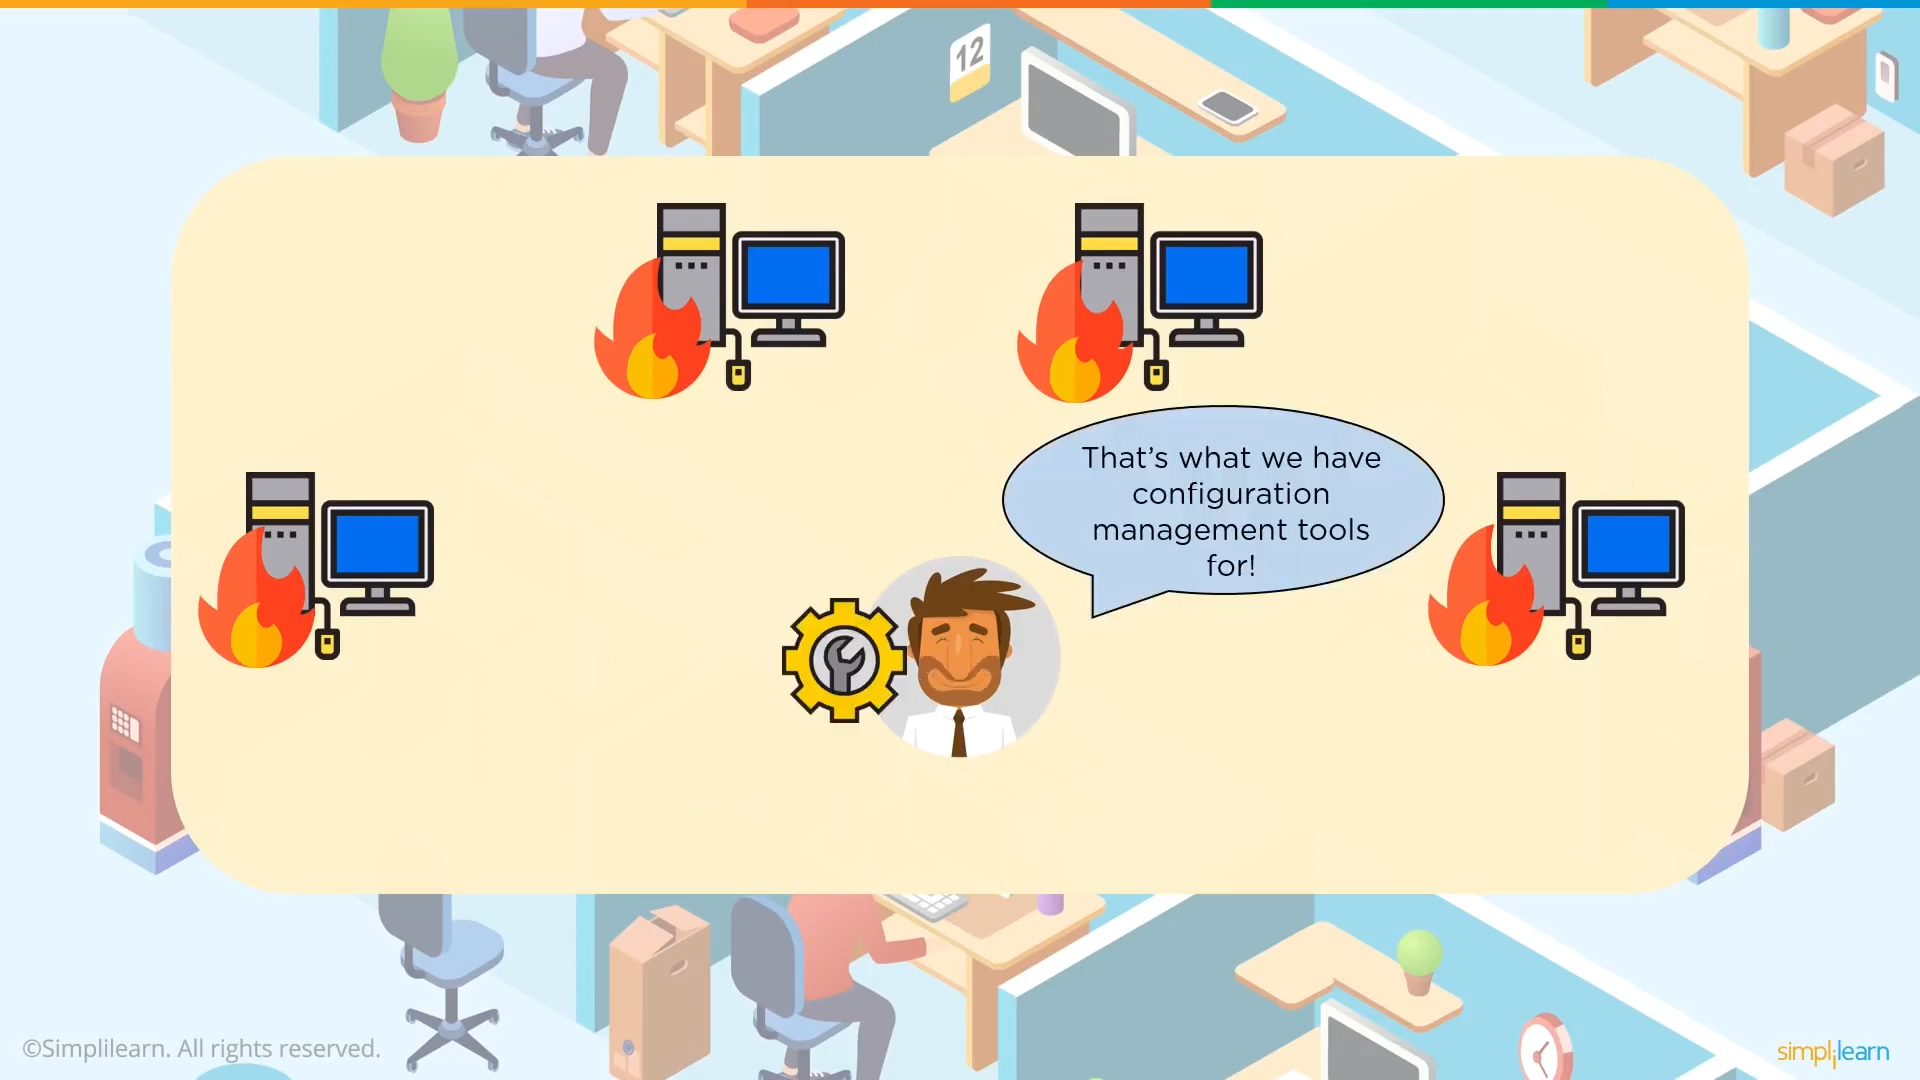 12
That's what we have
configuration
management tools
for!
©Simplilearn. All rights reserved.
simplilearn